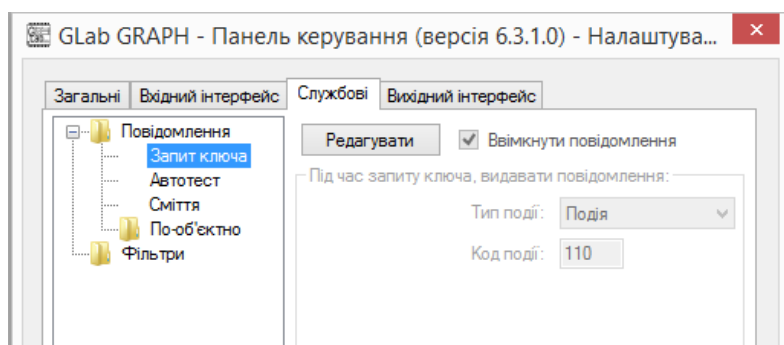 GLab GRAPH - Панель керування (версія 6.3.1.0) - Налаштува...
Загальні Вхідний інтерфейс Службові Вихідний інтерфейс
Повідомлення
Запит ключа
Автотест
Сміття
По-об'єктно
Фільтри
Редагувати Ввімкнути повідомлення
Під час запиту ключа, видавати повідомлення:
Тип події: Подія
Код події: 110